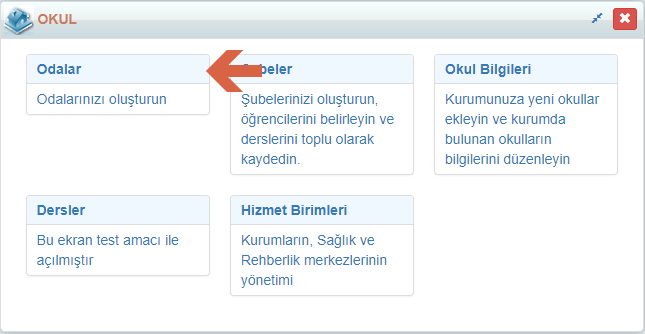 OKUL
Odalar
Odalarınızı oluşturun
beler
Şubelerinizi oluşturun,
öğrencilerini belirleyin ve
derslerini toplu olarak
kaydedin.
Okul Bilgileri
Kurumunuza yeni okullar
ekleyin ve kurumda
bulunan okulların
bilgilerini düzenleyin
Dersler
Bu ekran test amacı ile
açılmıştır
Hizmet Birimleri
Kurumların, Sağlık ve
Rehberlik merkezlerinin
yönetimi